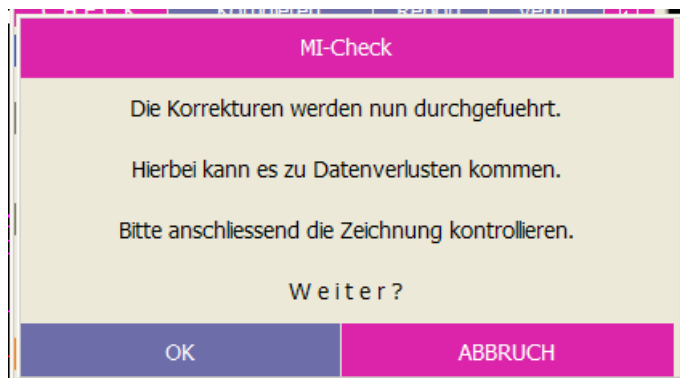 MI-Check
Die Korrekturen werden nun durchgefuehrt.
Hierbei kann es zu Datenverlusten kommen.
Bitte anschliessend die Zeichnung kontrollieren.
W e i t e r ?
OK
ABBRUCH